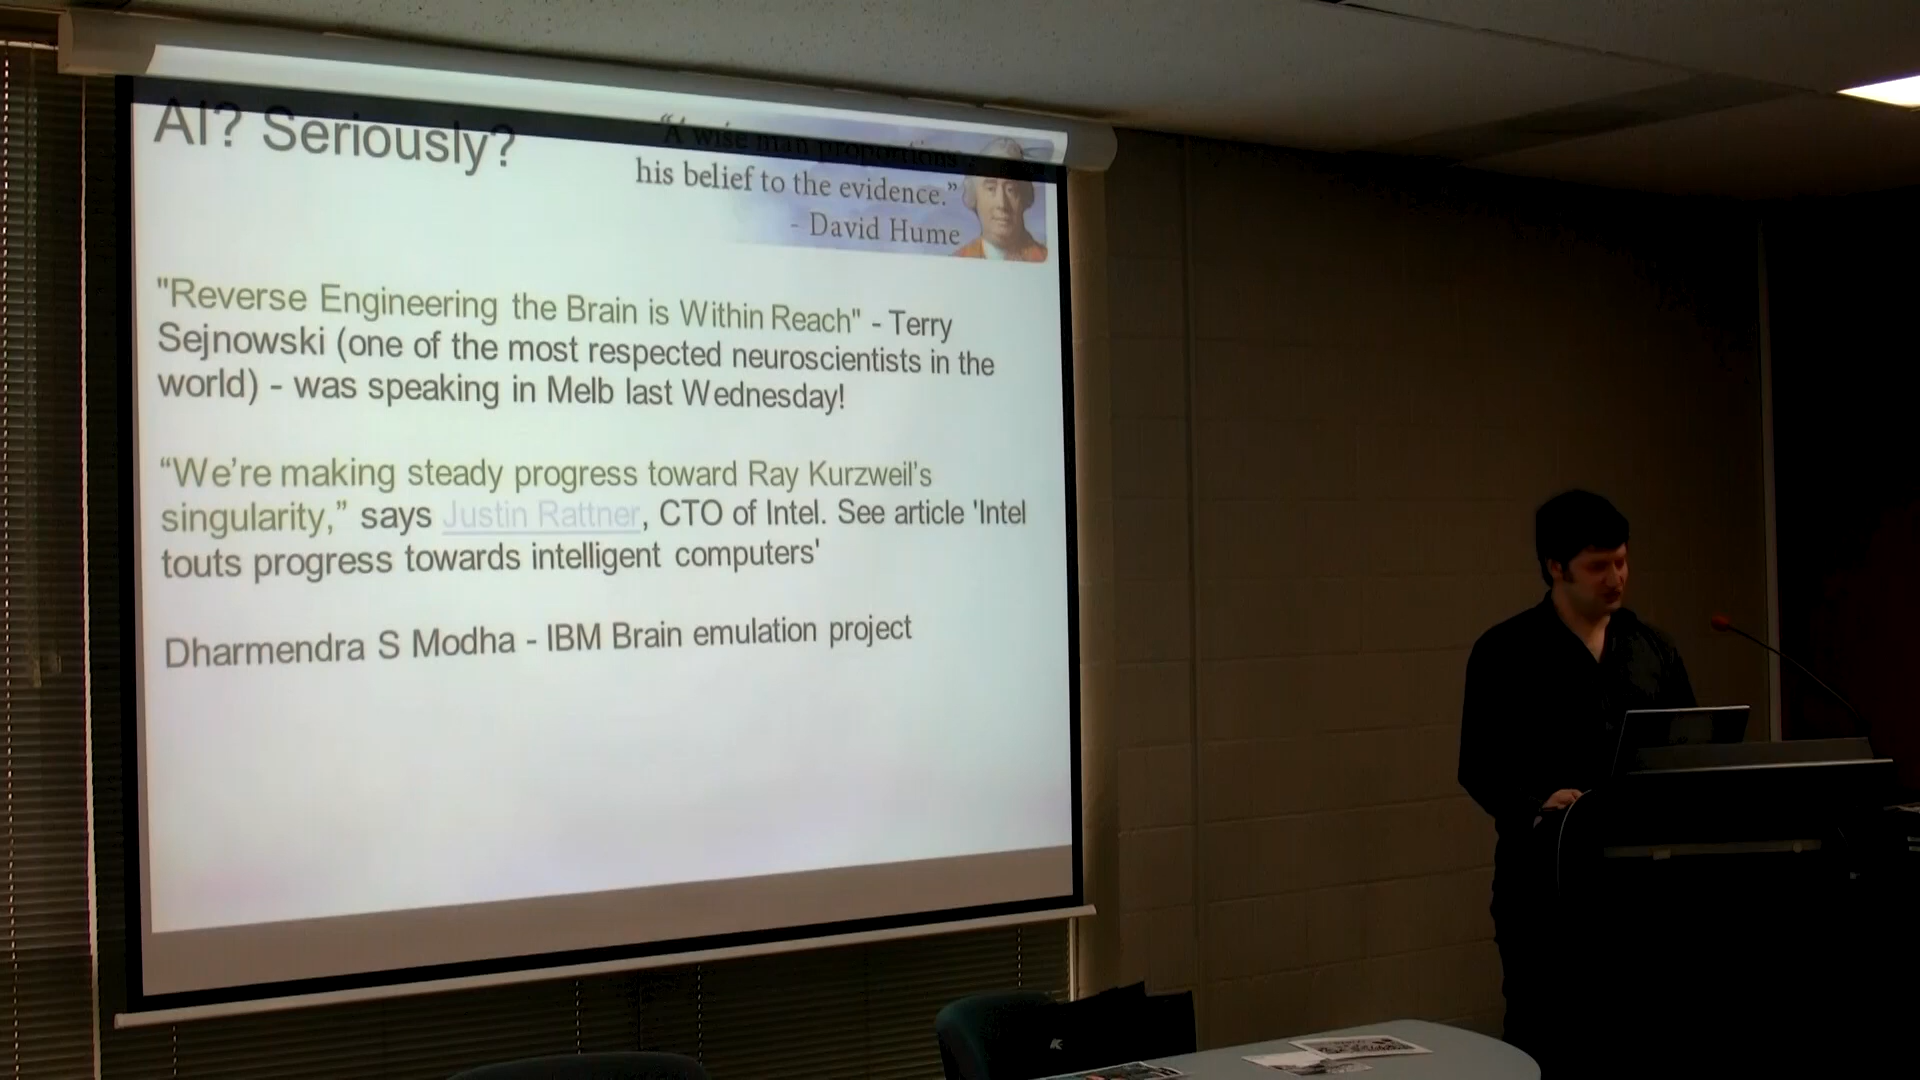 AI? Seriously?
“A wise man proportions
his belief to the evidence.”
- David Hume
"Reverse Engineering the Brain is Within Reach" - Terry
Sejnowski (one of the most respected neuroscientists in the
world) - was speaking in Melb last Wednesday!
“We’re making steady progress toward Ray Kurzweil’s
singularity,” says Justin Rattner, CTO of Intel. See article 'Intel
touts progress towards intelligent computers'
Dharmendra S Modha - IBM Brain emulation project